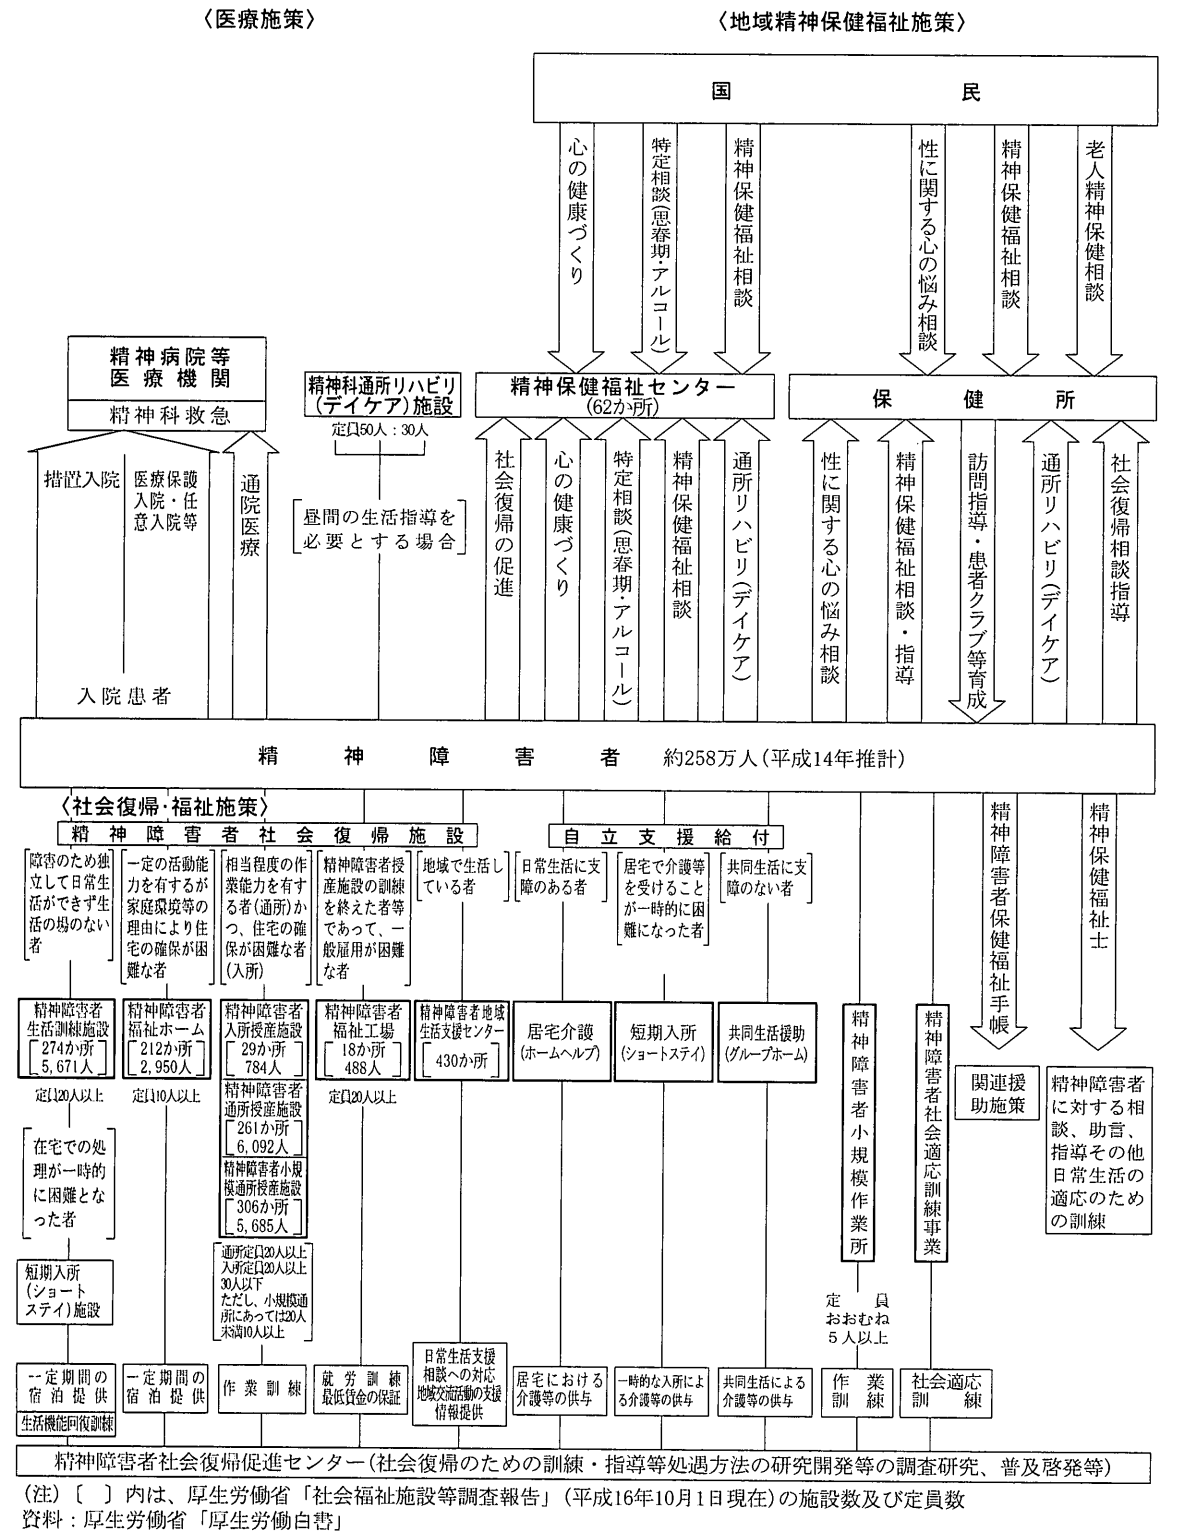 〈医療施策〉
〈地域精神保健福祉施策〉
国民
心の健康づくり
特定相談(思春期・アルコール)
精神保健福祉相談
性に関する心の悩み相談
精神保健福祉相談
老人精神保健相談
精神病院等
医療機関
精神科救急
精神科通所リハビリ
(デイケア)施設
定員50人：30人
精神保健福祉センター
(62か所)
保健所
措置入院
医療保護
入院・任
意入院等
通院医療
昼間の生活指導を
必要とする場合
社会復帰の促進
心の健康づくり
特定相談(思春期・アルコール)
精神保健福祉相談
通所リハビリ(デイケア)
性に関する心の悩み相談
精神保健福祉相談・指導
訪問指導・患者クラブ等育成
通所リハビリ(デイケア)
社会復帰相談指導
入院患者
精神障害者 約258万人(平成14年推計)
〈社会復帰・福祉施策〉
精神障害者社会復帰施設
自立支援給付
障害のため独
立して日常生
活ができず生
活の場のない
者
一定の活動能
力を有するが
家庭環境等の
理由により住
宅の確保が困
難な者
相当程度の作
業能力を有す
る者(通所)か
つ、住宅の確
保が困難な者
(入所)
精神障害者授
産施設の訓練
を終えた者等
であって、一
般雇用が困難
な者
地域で生活し
ている者
日常生活に支
障のある者
居宅で介護等
を受けること
が一時的に困
難になった者
共同生活に支
障のない者
精神障害者保健福祉手帳
精神保健福祉士
精神障害者
生活訓練施設
274か所
5,671人
定員20人以上
精神障害者
福祉ホーム
212か所
2,950人
定員10人以上
精神障害者
入所授産施設
29か所
784人
精神障害者
通所授産施設
261か所
6,092人
精神障害者小規
模通所授産施設
306か所
5,685人
通所定員20人以上
入所定員20人以上
30人以下
ただし、小規模通
所にあっては20人
未満10人以上
精神障害者
福祉工場
18か所
488人
定員20人以上
精神障害者地域
生活支援センター
430か所
居宅介護
(ホームヘルプ)
短期入所
(ショートステイ)
共同生活援助
(グループホーム)
精神障害者小規模作業所
精神障害者社会適応訓練事業
関連援
助施策
精神障害者
に対する相
談、助言、
指導その他
日常生活の
適応のため
の訓練
在宅での処
理が一時的
に困難とな
った者
短期入所
(ショート
ステイ)施設
定員
おおむね
5人以上
一定期間の
宿泊提供
生活機能回復訓練
一定期間の
宿泊提供
作業訓練
就労訓練
最低賃金の保証
日常生活支援
相談への対応
地域交流活動の支援
情報提供
居宅における
介護等の供与
一時的な入所によ
る介護等の供与
共同生活による
介護等の供与
作業
訓練
社会適応
訓練
精神障害者社会復帰促進センター(社会復帰のための訓練・指導等処遇方法の研究開発等の調査研究、普及啓発等)
(注)〔　〕内は、厚生労働省「社会福祉施設等調査報告」(平成16年10月1日現在)の施設数及び定員数
資料：厚生労働省「厚生労働白書」